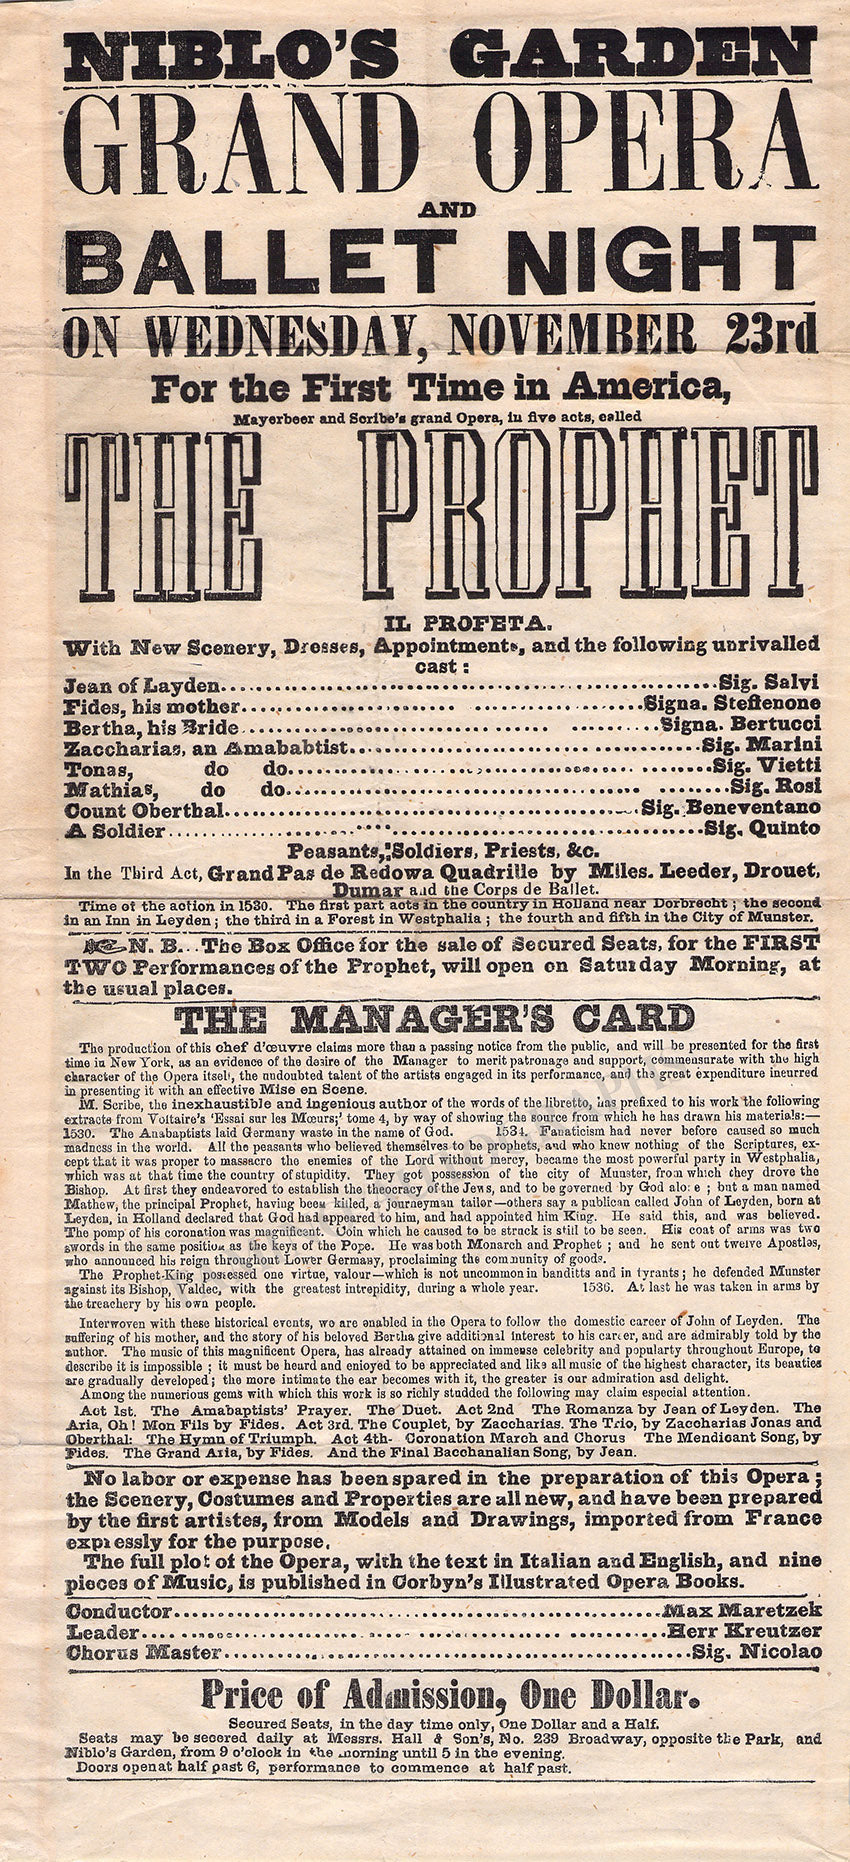 NIBLO'S GARDEN
GRAND OPERA
AND
BALLET NIGHT
ON WEDNESDAY, NOVEMBER 23rd
For the First Time in America,
Mayerbeer and Scribe's grand Opera, in five acts, called
THE PROPHET
IL PROFETA.
With New Scenery, Dresses, Appointments, and the following unrivalled
cast:
Jean of Layden........Sig. Salvi
Fides, his mother........Signa. Steffenone
Bertha, his Bride........Signa. Bertucci
Zaccharias, an Amababtist........Sig. Marini
Tonas, do do........Sig. Vietti
Mathias, do do........Sig. Rosi
Count Oberthal........Sig. Beneventano
A Soldier........Sig. Quinto
Peasants, Soldiers, Priests, &c.
In the Third Act, Grand Pas de Redowa Quadrille by Mlles. Leeder, Drouet,
Dumar and the Corps de Ballet.
Time of the action in 1530. The first part acts in the country in Holland near Dorbrecht; the second
in an Inn in Leyden; the third in a Forest in Westphalia; the fourth and fifth in the City of Munster.
N. B... The Box Office for the sale of Secured Seats, for the FIRST
TWO Performances of the Prophet, will open on Saturday Morning, at
the usual places.
THE MANAGER'S CARD
The production of this chef d'œuvre claims more than a passing notice from the public, and will be presented for the first
time in New York, as an evidence of the desire of the Manager to merit patronage and support, commensurate with the high
character of the Opera itself, the undoubted talent of the artists engaged in its performance, and the great expenditure incurred
in presenting it with an effective Mise on Scene.
M. Scribe, the inexhaustible and ingenious author of the words of the libretto, has prefixed to his work the following
extracts from Voltaire's 'Essai sur les Mœurs;' tome 4, by way of showing the source from which he has drawn his materials:—
1530. The Anabaptists laid Germany waste in the name of God. 1534. Fanaticism had never before caused so much
madness in the world. All the peasants who believed themselves to be prophets, and who knew nothing of the Scriptures, ex-
cept that it was proper to massacre the enemies of the Lord without mercy, became the most powerful party in Westphalia,
which was at that time the country of stupidity. They got possession of the city of Munster, from which they drove the
Bishop. At first they endeavored to establish the theocracy of the Jews, and to be governed by God alone; but a man named
Mathew, the principal Prophet, having been killed, a journeyman tailor—others say a publican called John of Leyden, born at
Leyden, in Holland declared that God had appeared to him, and had appointed him King. He said this, and was believed.
The pomp of his coronation was magnificent. Coin which he caused to be struck is still to be seen. His coat of arms was two
swords in the same position as the keys of the Pope. He was both Monarch and Prophet; and he sent out twelve Apostles,
who announced his reign throughout Lower Germany, proclaiming the community of goods.
The Prophet-King possessed one virtue, valour—which is not uncommon in banditts and in tyrants; he defended Munster
against its Bishop, Valdec, with the greatest intrepidity, during a whole year. 1536. At last he was taken in arms by
the treachery by his own people.
Interwoven with these historical events, we are enabled in the Opera to follow the domestic career of John of Leyden. The
suffering of his mother, and the story of his beloved Bertha give additional interest to his career, and are admirably told by the
author. The music of this magnificent Opera, has already attained on immense celebrity and popularty throughout Europe, to
describe it is impossible; it must be heard and enioyed to be appreciated and like all music of the highest character, its beauties
are gradually developed; the more intimate the ear becomes with it, the greater is our admiration asd delight.
Among the numerious gems with which this work is so richly studded the following may claim especial attention.
Act 1st. The Amabaptists' Prayer. The Duet. Act 2nd The Romanza by Jean of Leyden. The
Aria, Oh! Mon Fils by Fides. Act 3rd. The Couplet, by Zaccharias. The Trio, by Zaccharias Jonas and
Oberthal: The Hymn of Triumph. Act 4th- Coronation March and Chorus The Mendicant Song, by
Fides. The Grand Aria, by Fides. And the Final Bacchanalian Song, by Jean.
No labor or expense has been spared in the preparation of this Opera;
the Scenery, Costumes and Properties are all new, and have been prepared
by the first artistes, from Models and Drawings, imported from France
expressly for the purpose.
The full plot of the Opera, with the text in Italian and English, and nine
pieces of Music, is published in Corbyn's Illustrated Opera Books.
Conductor........Max Maretzek
Leader........Herr Kreutzer
Chorus Master........Sig. Nicolao
Price of Admission, One Dollar.
Secured Seats, in the day time only, One Dollar and a Half.
Seats may be secered daily at Messrs. Hall & Son's, No. 239 Broadway, opposite the Park, and
Niblo's Garden, from 9 o'clock in the morning until 5 in the evening.
Doors open at half past 6, performance to commence at half past.